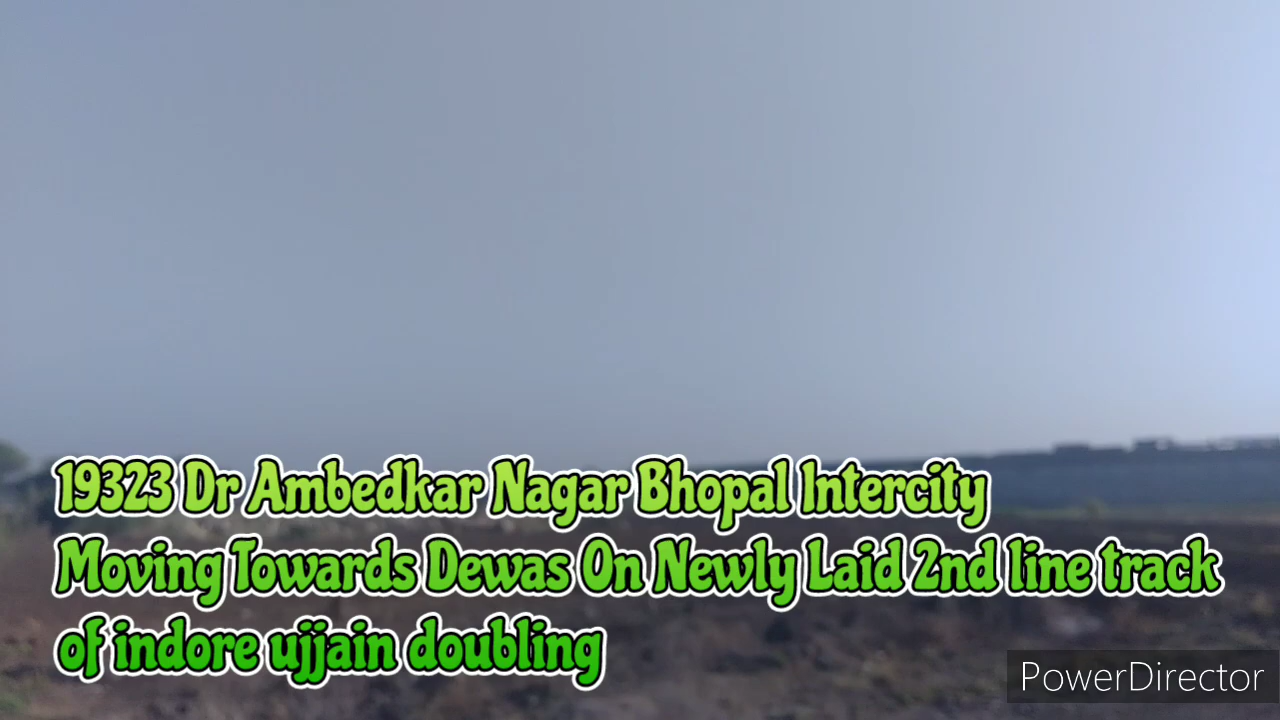 19323 Dr Ambedkar Nagar Bhopal Intercity
Moving Towards Dewas On Newly Laid 2nd line track
of indore ujjain doubling
PowerDirector